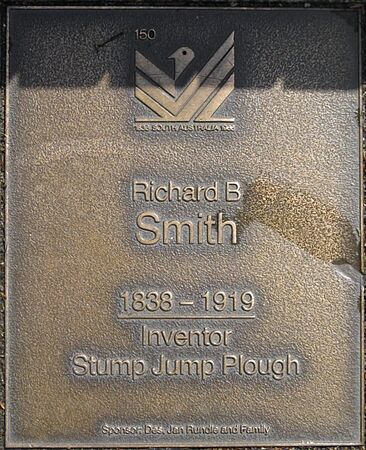 150
1836 SOUTH AUSTRALIA 1986
Richard B
Smith
1838 – 1919
Inventor
Stump Jump Plough
Sponsor: Des, Jan Rundle and Family